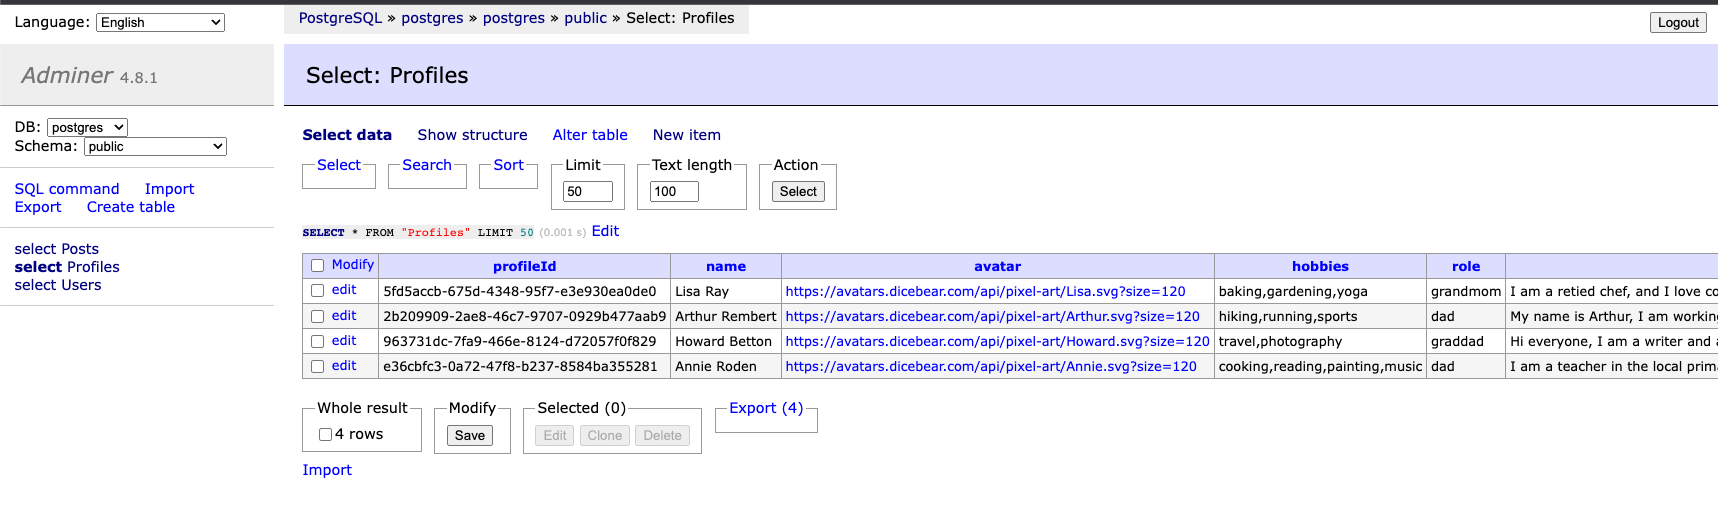 Language: English
PostgreSQL » postgres » postgres » public » Select: Profiles
Logout
Adminer 4.8.1
Select: Profiles
DB: postgres
Schema: public
SQL command Import
Export Create table
select Posts
select Profiles
select Users
Select data Show structure Alter table New item
Select Search Sort Limit Text length Action
50 100 Select
SELECT * FROM "Profiles" LIMIT 50 (0.001 s) Edit
Modify profileId name avatar hobbies role
edit 5fd5accb-675d-4348-95f7-e3e930ea0de0 Lisa Ray https://avatars.dicebear.com/api/pixel-art/Lisa.svg?size=120 baking,gardening,yoga grandmom I am a retied chef, and I love co
edit 2b209909-2ae8-46c7-9707-0929b477aab9 Arthur Rembert https://avatars.dicebear.com/api/pixel-art/Arthur.svg?size=120 hiking,running,sports dad My name is Arthur, I am working
edit 963731dc-7fa9-466e-8124-d72057f0f829 Howard Betton https://avatars.dicebear.com/api/pixel-art/Howard.svg?size=120 travel,photography graddad Hi everyone, I am a writer and a
edit e36cbfc3-0a72-47f8-b237-8584ba355281 Annie Roden https://avatars.dicebear.com/api/pixel-art/Annie.svg?size=120 cooking,reading,painting,music dad I am a teacher in the local prima
Whole result Modify Selected (0) Export (4)
4 rows Save Edit Clone Delete
Import